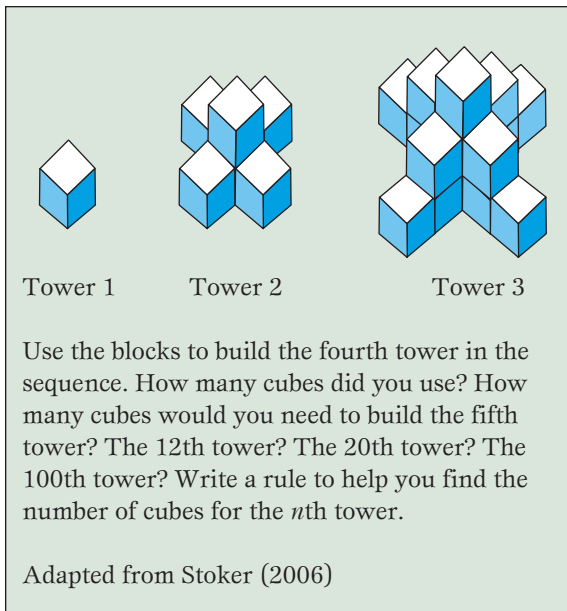 Tower 1 Tower 2 Tower 3
Use the blocks to build the fourth tower in the
sequence. How many cubes did you use? How
many cubes would you need to build the fifth
tower? The 12th tower? The 20th tower? The
100th tower? Write a rule to help you find the
number of cubes for the nth tower.
Adapted from Stoker (2006)